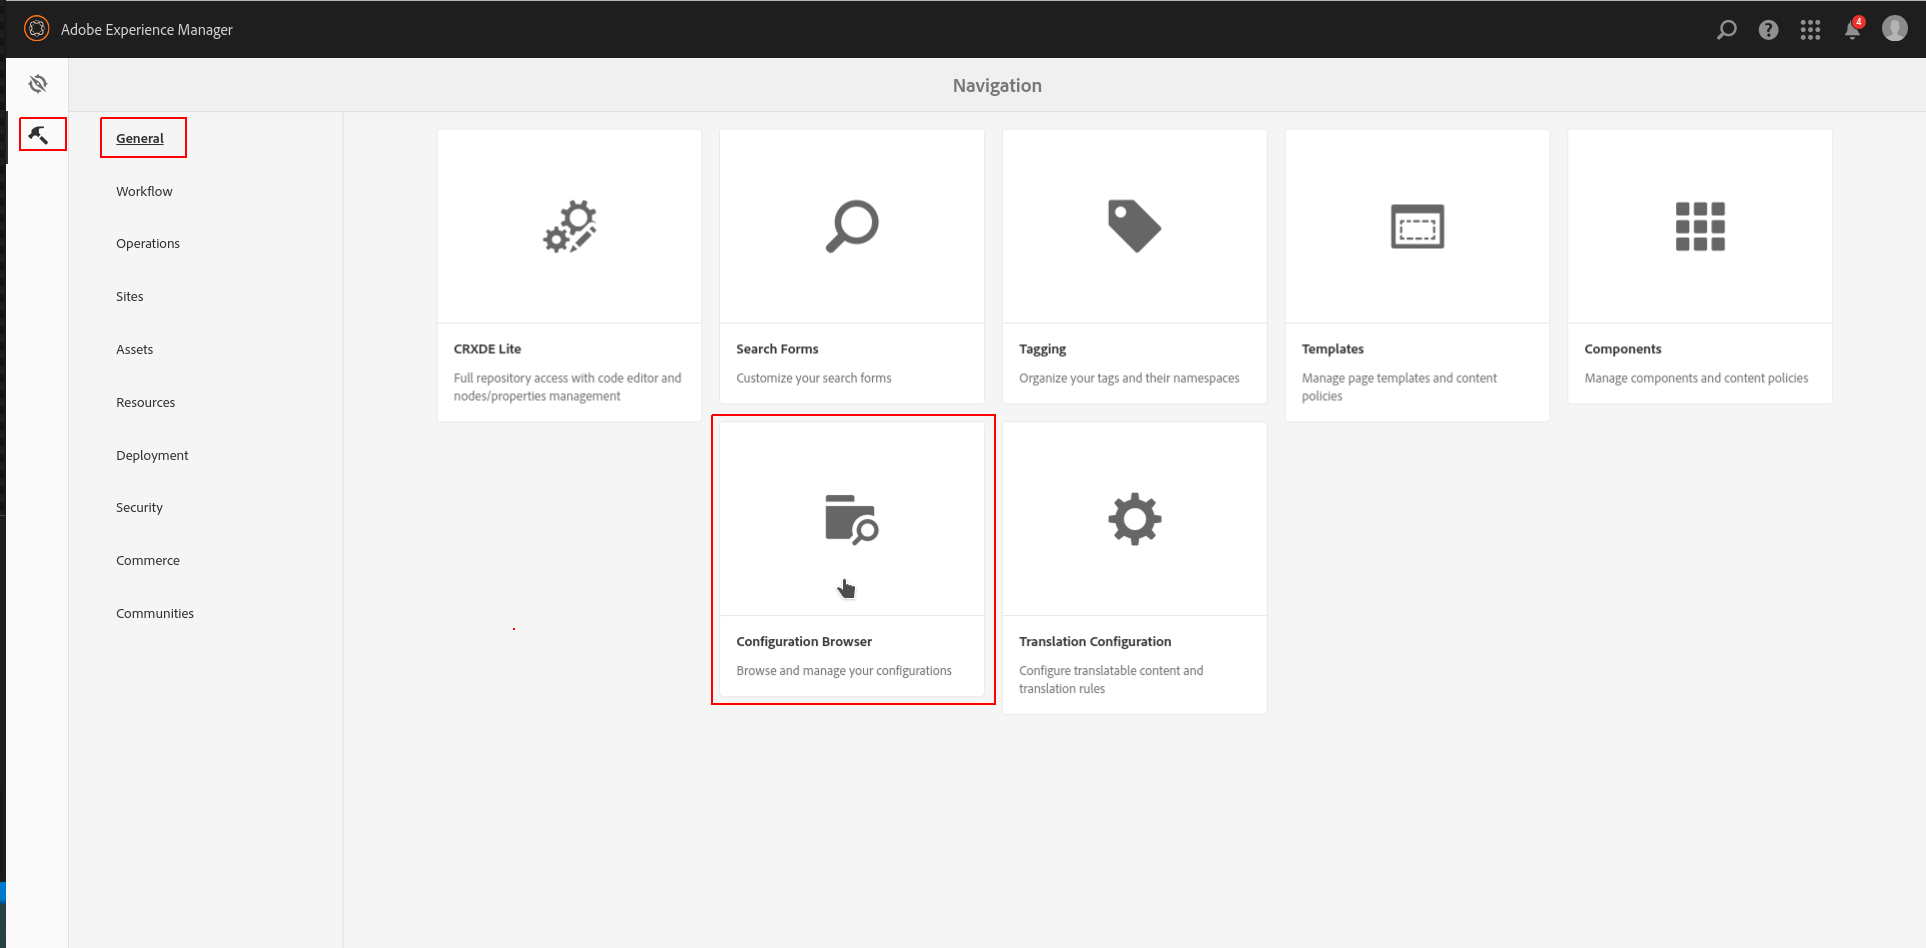 Adobe Experience Manager
4
Navigation
General
Workflow
Operations
Sites
Assets
Resources
Deployment
Security
Commerce
Communities
CRXDE Lite
Full repository access with code editor and
nodes/properties management
Search Forms
Customize your search forms
Tagging
Organize your tags and their namespaces
Templates
Manage page templates and content
policies
Components
Manage components and content policies
Configuration Browser
Browse and manage your configurations
Translation Configuration
Configure translatable content and
translation rules